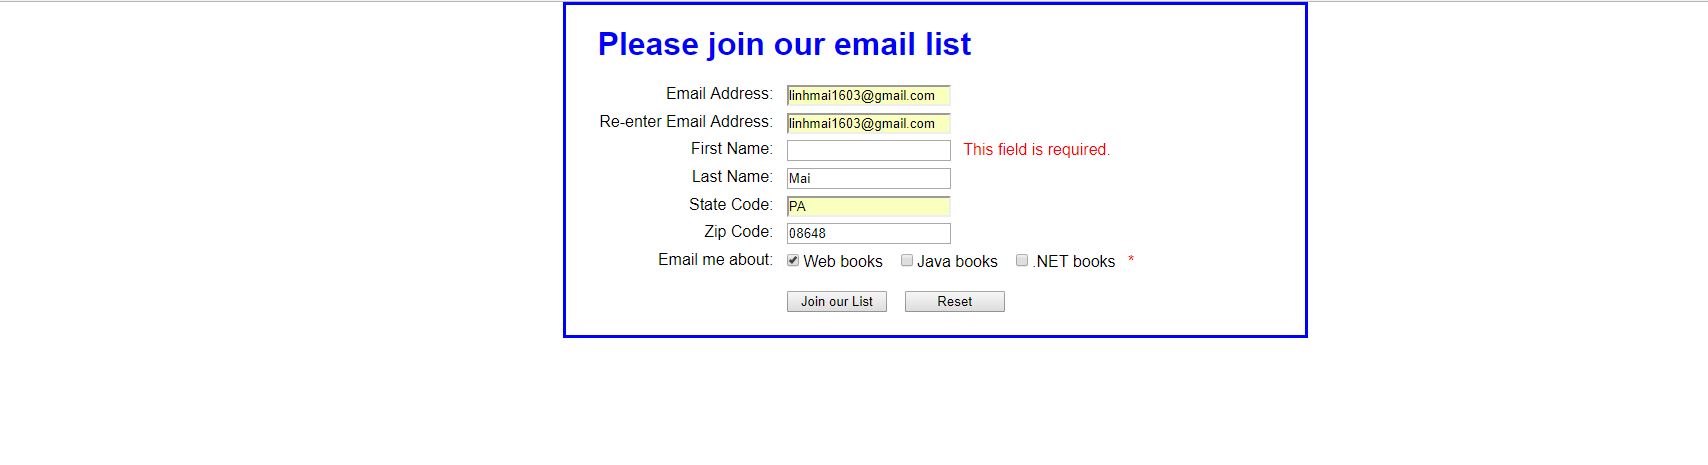 Please join our email list
Email Address: linhmai1603@gmail.com
Re-enter Email Address: linhmai1603@gmail.com
First Name: This field is required.
Last Name: Mai
State Code: PA
Zip Code: 08648
Email me about: Web books Java books .NET books *
Join our List Reset